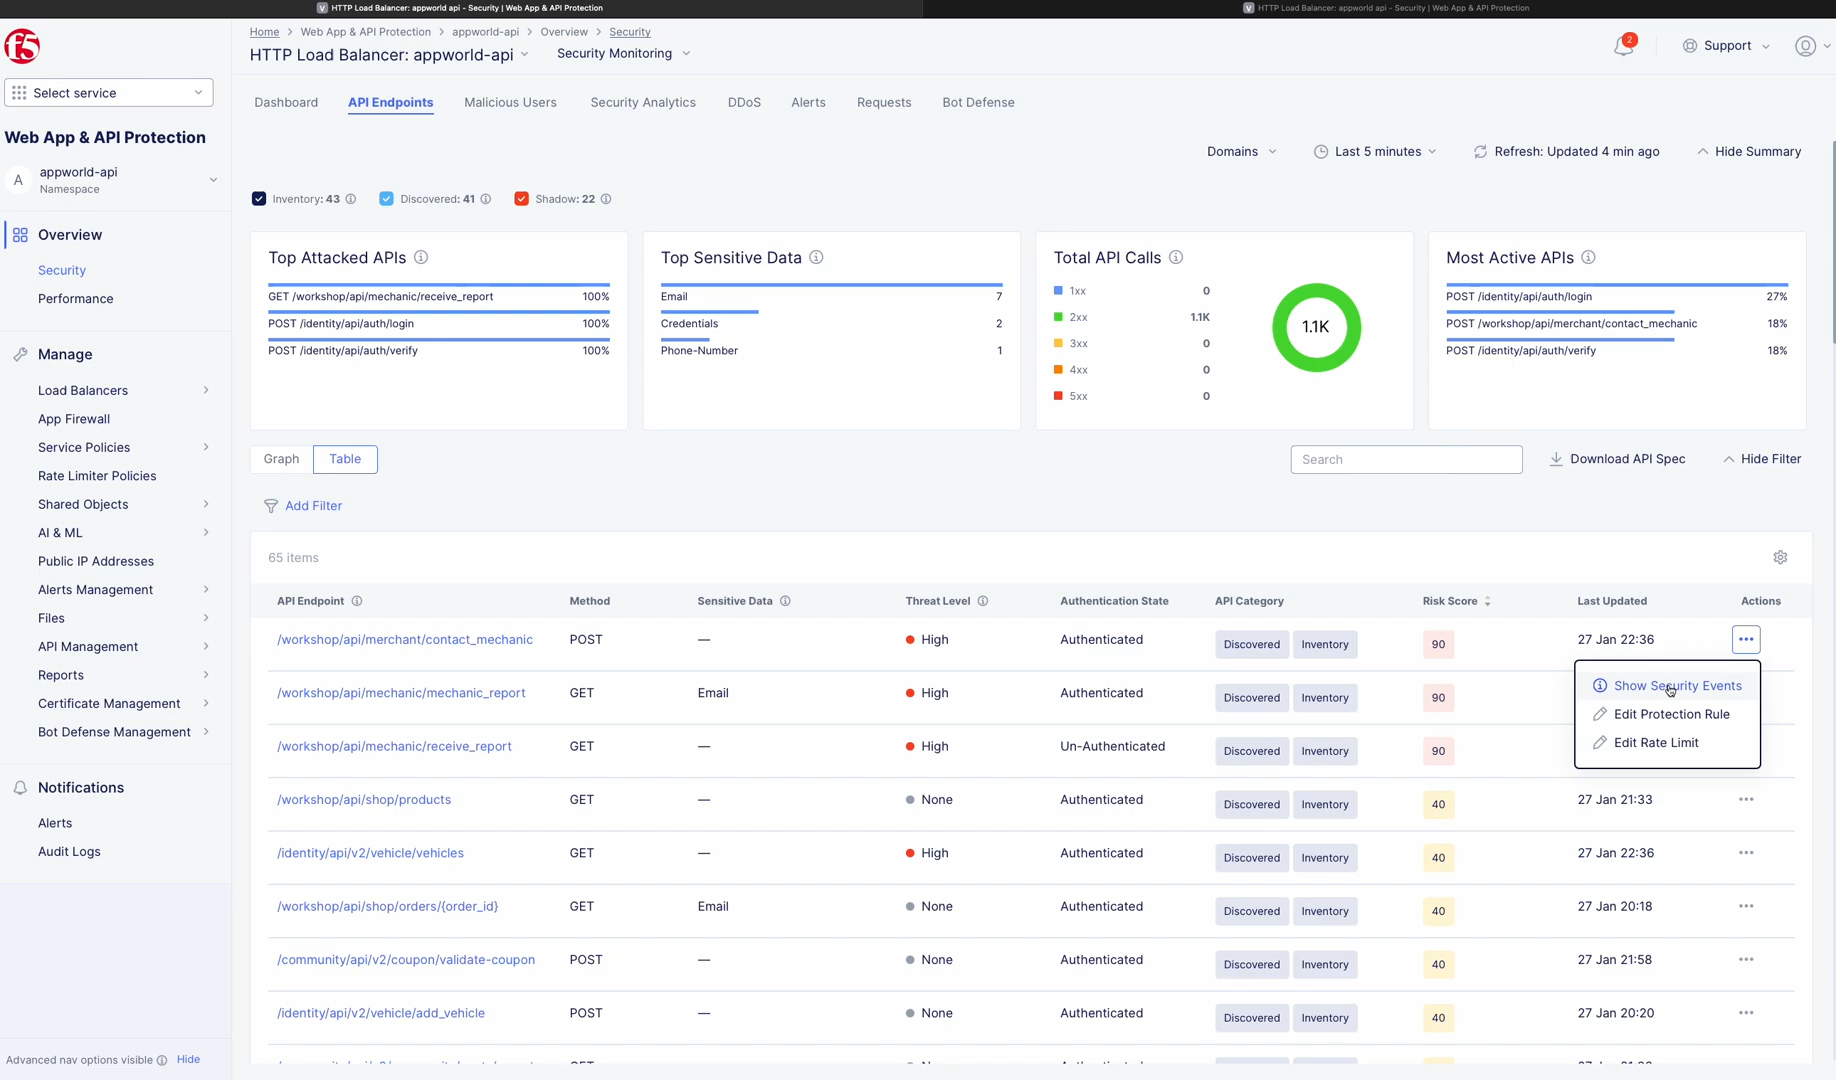 HTTP Load Balancer: appworld api - Security | Web App & API Protection
HTTP Load Balancer: appworld api - Security | Web App & API Protection
f5
Select service
Web App & API Protection
A
appworld-api
Namespace
Overview
Security
Performance
Manage
Load Balancers
App Firewall
Service Policies
Rate Limiter Policies
Shared Objects
AI & ML
Public IP Addresses
Alerts Management
Files
API Management
Reports
Certificate Management
Bot Defense Management
Notifications
Alerts
Audit Logs
Advanced nav options visible Hide
Home > Web App & API Protection > appworld-api > Overview > Security
HTTP Load Balancer: appworld-api Security Monitoring
2
Support
Dashboard API Endpoints Malicious Users Security Analytics DDoS Alerts Requests Bot Defense
Domains Last 5 minutes Refresh: Updated 4 min ago Hide Summary
Inventory: 43 Discovered: 41 Shadow: 22
Top Attacked APIs
GET /workshop/api/mechanic/receive_report 100%
POST /identity/api/auth/login 100%
POST /identity/api/auth/verify 100%
Top Sensitive Data
Email 7
Credentials 2
Phone-Number 1
Total API Calls
1xx 0
2xx 1.1K
3xx 0
4xx 0
5xx 0
1.1K
Most Active APIs
POST /identity/api/auth/login 27%
POST /workshop/api/merchant/contact_mechanic 18%
POST /identity/api/auth/verify 18%
Graph Table
Search Download API Spec Hide Filter
Add Filter
65 items
API Endpoint Method Sensitive Data Threat Level Authentication State API Category Risk Score Last Updated Actions
/workshop/api/merchant/contact_mechanic POST — High Authenticated Discovered Inventory 90 27 Jan 22:36
/workshop/api/mechanic/mechanic_report GET Email High Authenticated Discovered Inventory 90
/workshop/api/mechanic/receive_report GET — High Un-Authenticated Discovered Inventory 90
Show Security Events
Edit Protection Rule
Edit Rate Limit
/workshop/api/shop/products GET — None Authenticated Discovered Inventory 40 27 Jan 21:33
/identity/api/v2/vehicle/vehicles GET — High Authenticated Discovered Inventory 40 27 Jan 22:36
/workshop/api/shop/orders/{order_id} GET Email None Authenticated Discovered Inventory 40 27 Jan 20:18
/community/api/v2/coupon/validate-coupon POST — None Authenticated Discovered Inventory 40 27 Jan 21:58
/identity/api/v2/vehicle/add_vehicle POST — None Authenticated Discovered Inventory 40 27 Jan 20:20